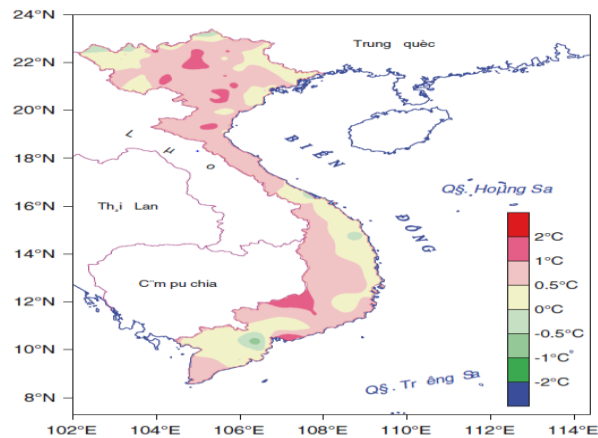 24°N
22°N
20°N
18°N
16°N
14°N
12°N
10°N
8°N
102°E 104°E 106°E 108°E 110°E 112°E 114°E
Trung quèc
L µ o
BIÓN
ĐÔNG
Th¸i Lan
C¨m pu chia
Q§. Hoµng Sa
Q§. Tr êng Sa
2°C
1°C
0.5°C
0°C
-0.5°C
-1°C
-2°C